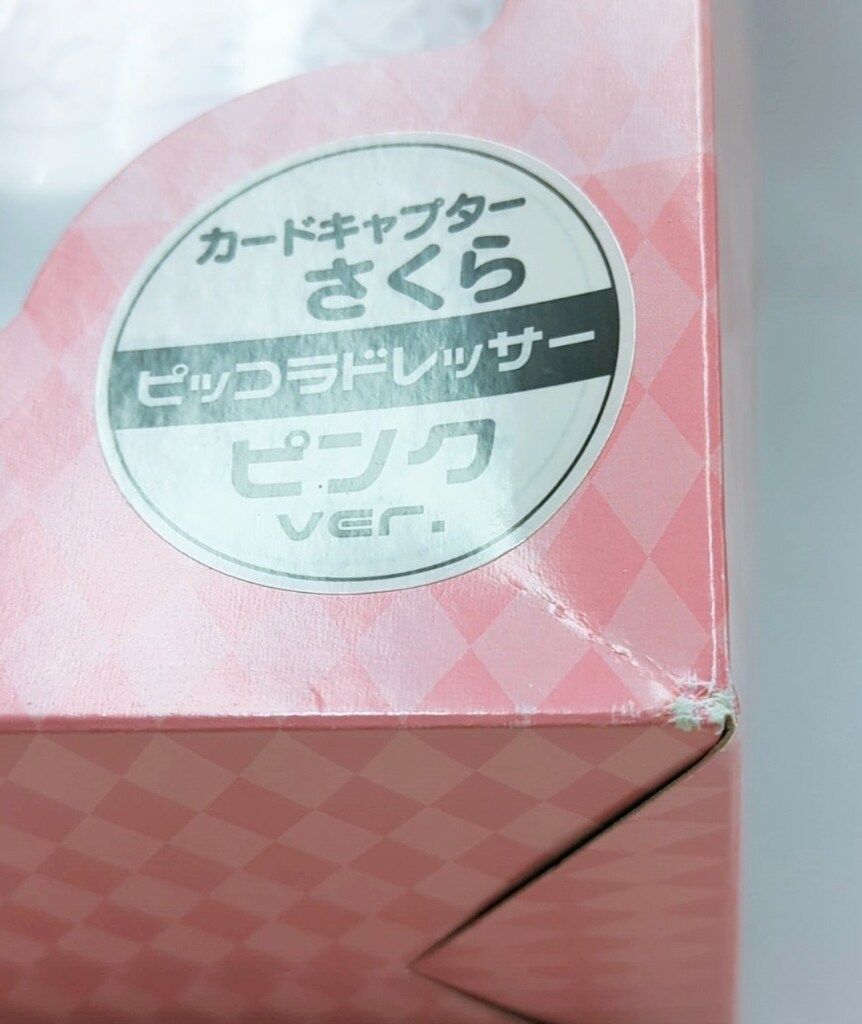 カードキャプター
さくら
ピッコラドレッサー
ピンク
ver.